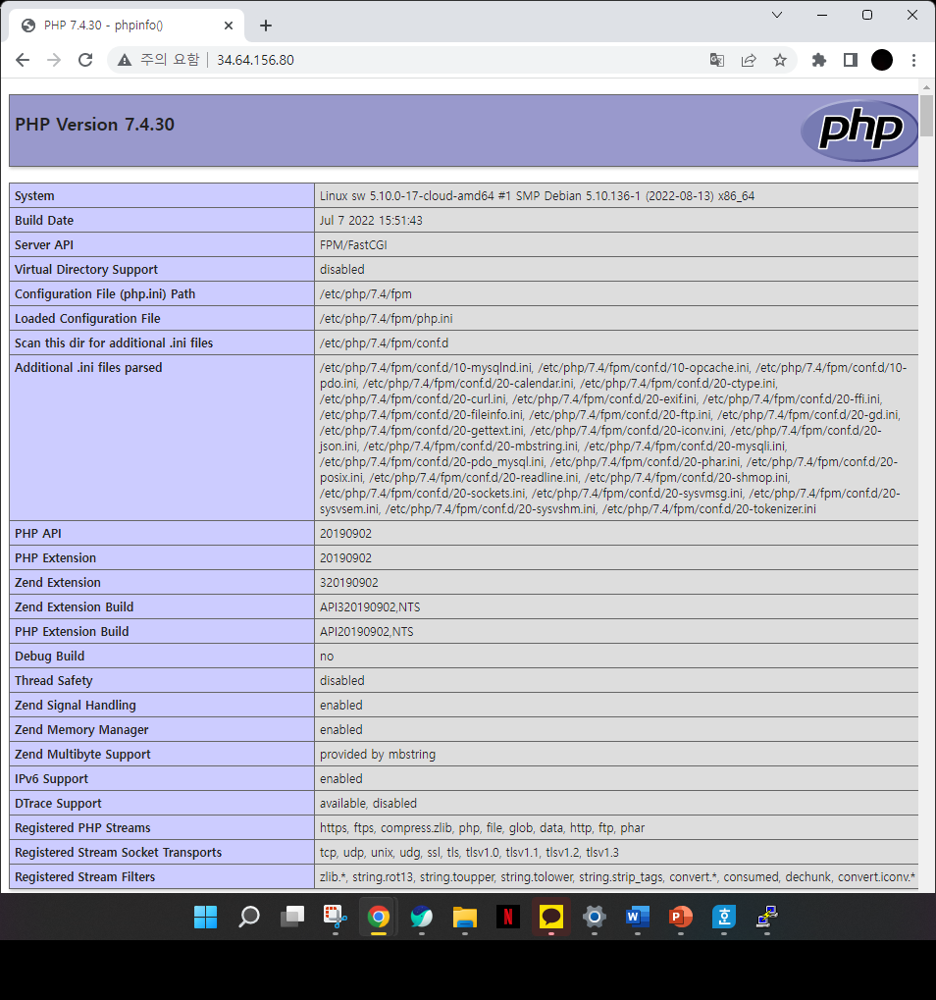 PHP 7.4.30 - phpinfo()
주의 요함 34.64.156.80
PHP Version 7.4.30
php
System Linux sw 5.10.0-17-cloud-amd64 #1 SMP Debian 5.10.136-1 (2022-08-13) x86_64
Build Date Jul 7 2022 15:51:43
Server API FPM/FastCGI
Virtual Directory Support disabled
Configuration File (php.ini) Path /etc/php/7.4/fpm
Loaded Configuration File /etc/php/7.4/fpm/php.ini
Scan this dir for additional .ini files /etc/php/7.4/fpm/conf.d
Additional .ini files parsed /etc/php/7.4/fpm/conf.d/10-mysqlnd.ini, /etc/php/7.4/fpm/conf.d/10-opcache.ini, /etc/php/7.4/fpm/conf.d/10-
pdo.ini, /etc/php/7.4/fpm/conf.d/20-calendar.ini, /etc/php/7.4/fpm/conf.d/20-ctype.ini,
/etc/php/7.4/fpm/conf.d/20-curl.ini, /etc/php/7.4/fpm/conf.d/20-exif.ini, /etc/php/7.4/fpm/conf.d/20-ffi.ini,
/etc/php/7.4/fpm/conf.d/20-fileinfo.ini, /etc/php/7.4/fpm/conf.d/20-ftp.ini, /etc/php/7.4/fpm/conf.d/20-gd.ini,
/etc/php/7.4/fpm/conf.d/20-gettext.ini, /etc/php/7.4/fpm/conf.d/20-iconv.ini, /etc/php/7.4/fpm/conf.d/20-
json.ini, /etc/php/7.4/fpm/conf.d/20-mbstring.ini, /etc/php/7.4/fpm/conf.d/20-mysqli.ini,
/etc/php/7.4/fpm/conf.d/20-pdo_mysql.ini, /etc/php/7.4/fpm/conf.d/20-phar.ini, /etc/php/7.4/fpm/conf.d/20-
posix.ini, /etc/php/7.4/fpm/conf.d/20-readline.ini, /etc/php/7.4/fpm/conf.d/20-shmop.ini,
/etc/php/7.4/fpm/conf.d/20-sockets.ini, /etc/php/7.4/fpm/conf.d/20-sysvmsg.ini, /etc/php/7.4/fpm/conf.d/20-
sysvsem.ini, /etc/php/7.4/fpm/conf.d/20-sysvshm.ini, /etc/php/7.4/fpm/conf.d/20-tokenizer.ini
PHP API 20190902
PHP Extension 20190902
Zend Extension 320190902
Zend Extension Build API320190902,NTS
PHP Extension Build API20190902,NTS
Debug Build no
Thread Safety disabled
Zend Signal Handling enabled
Zend Memory Manager enabled
Zend Multibyte Support provided by mbstring
IPv6 Support enabled
DTrace Support available, disabled
Registered PHP Streams https, ftps, compress.zlib, php, file, glob, data, http, ftp, phar
Registered Stream Socket Transports tcp, udp, unix, udg, ssl, tls, tlsv1.0, tlsv1.1, tlsv1.2, tlsv1.3
Registered Stream Filters zlib.*, string.rot13, string.toupper, string.tolower, string.strip_tags, convert.*, consumed, dechunk, convert.iconv.*
N W P 흐